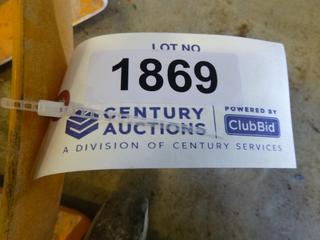 LOT NO
1869
CENTURY
AUCTIONS
POWERED BY
ClubBid
A DIVISION OF CENTURY SERVICES